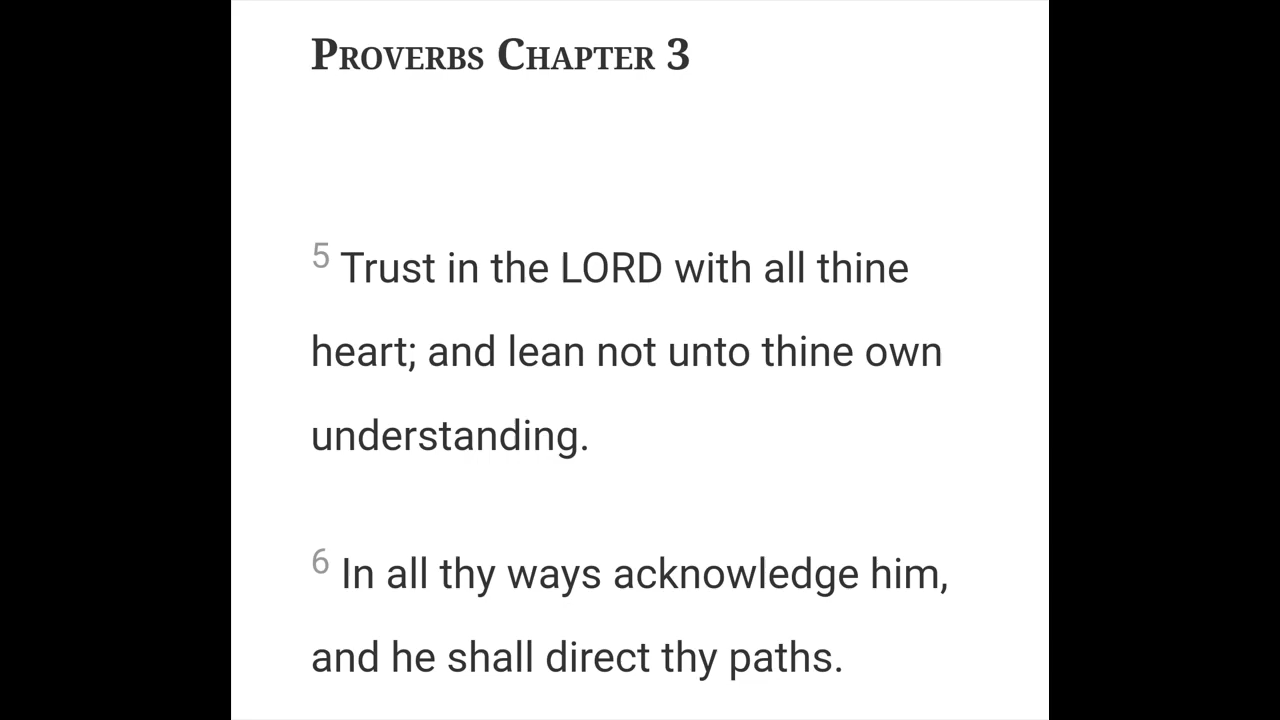 Proverbs Chapter 3
5 Trust in the LORD with all thine
heart; and lean not unto thine own
understanding.
6 In all thy ways acknowledge him,
and he shall direct thy paths.